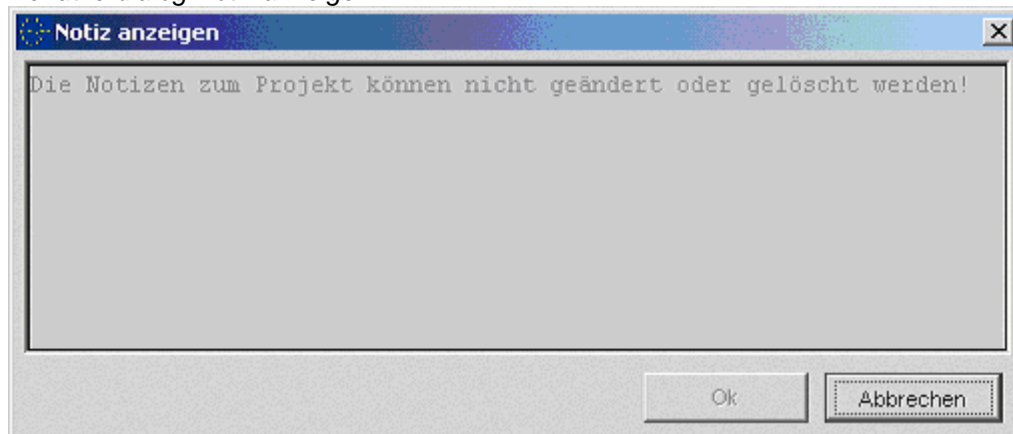 Notiz anzeigen
Die Notizen zum Projekt können nicht geändert oder gelöscht werden!
Ok
Abbrechen